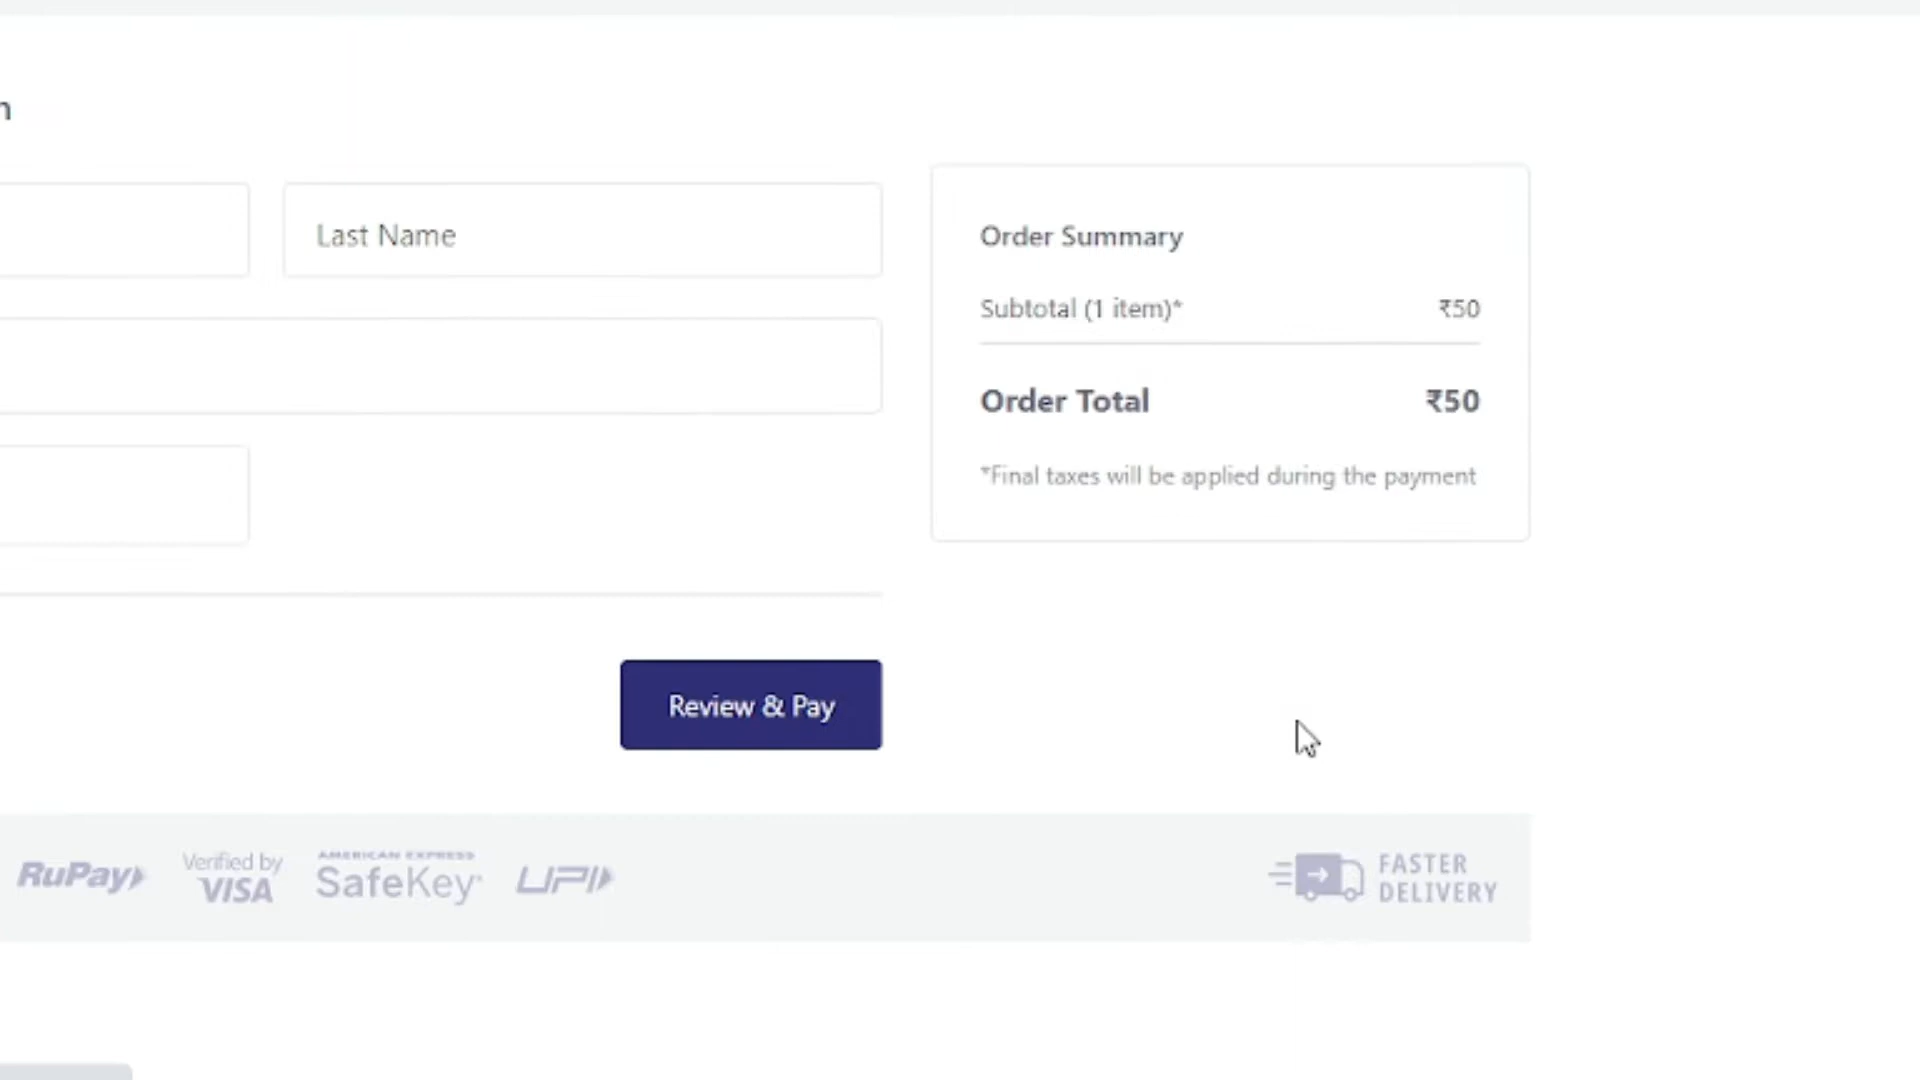 Last Name
Order Summary
Subtotal (1 item)* ₹50
Order Total ₹50
*Final taxes will be applied during the payment
Review & Pay
RuPay
Verified by
VISA
AMERICAN EXPRESS
SafeKey
UPI
FASTER
DELIVERY